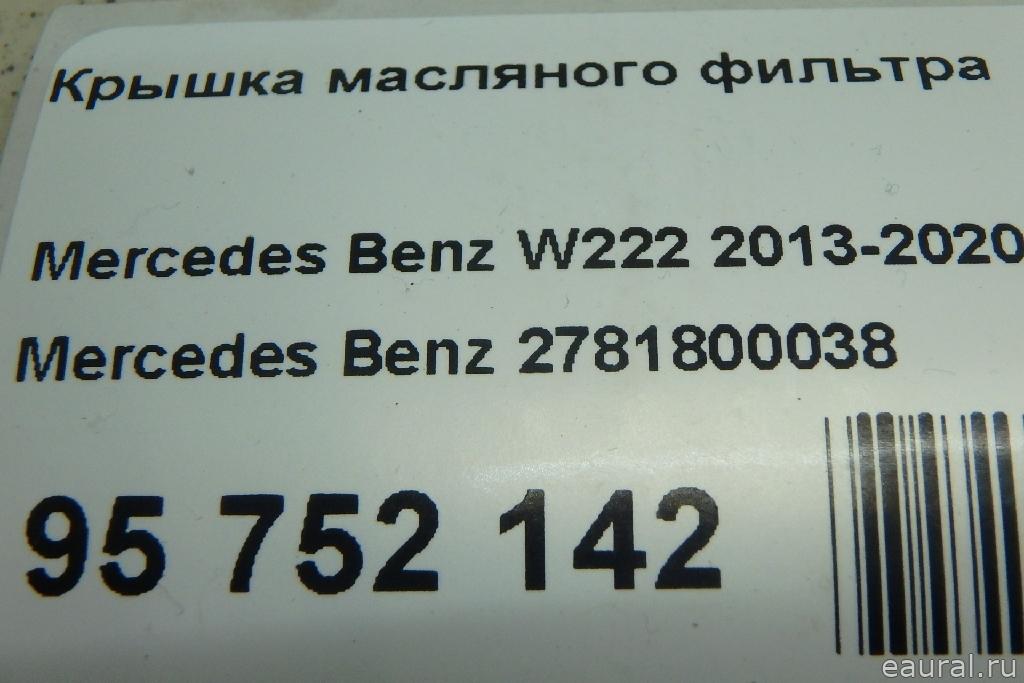 Крышка масляного фильтра
Mercedes Benz W222 2013-2020
Mercedes Benz 2781800038
95 752 142
eaural.ru